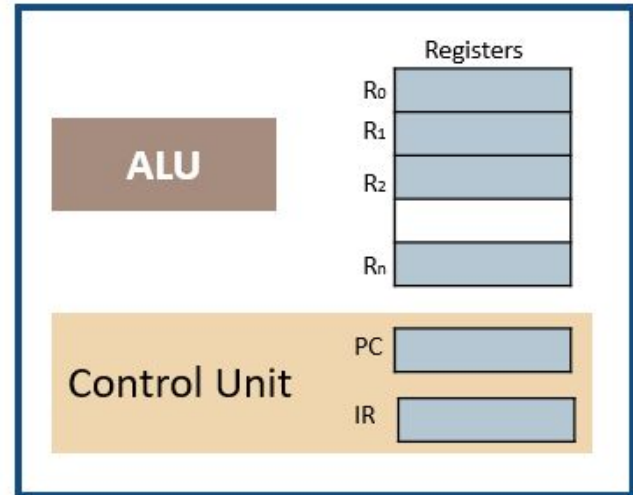 Registers
R₀
R₁
ALU
R₂
Rₙ
PC
Control Unit
IR